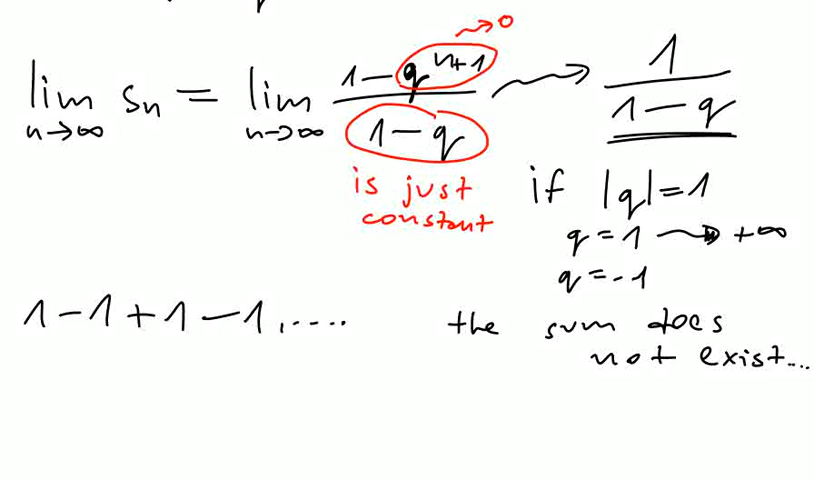 → 0
lim n→∞ sn = lim n→∞ (1 - q^(n+1)) / (1 - q) → 1 / (1 - q)
is just
constant
if |q| = 1
q = 1 → +∞
q = -1
1 - 1 + 1 - 1, ....
the sum does
not exist...